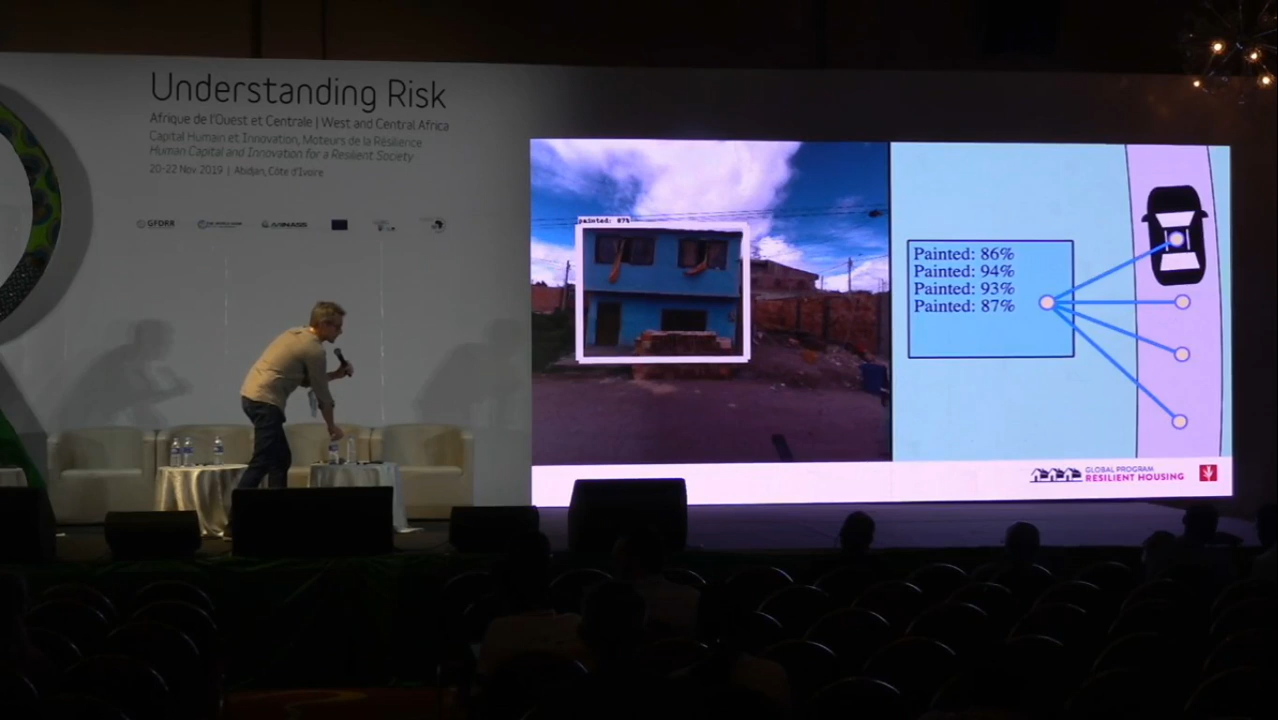 Understanding Risk
Afrique de l'Ouest et Centrale | West and Central Africa
Capital Humain et Innovation, Moteurs de la Résilience
Human Capital and Innovation for a Resilient Society
20-22 Nov 2019 | Abidjan, Côte d'Ivoire
GFDRR
painted: 87%
Painted: 86%
Painted: 94%
Painted: 93%
Painted: 87%
GLOBAL PROGRAM
RESILIENT HOUSING